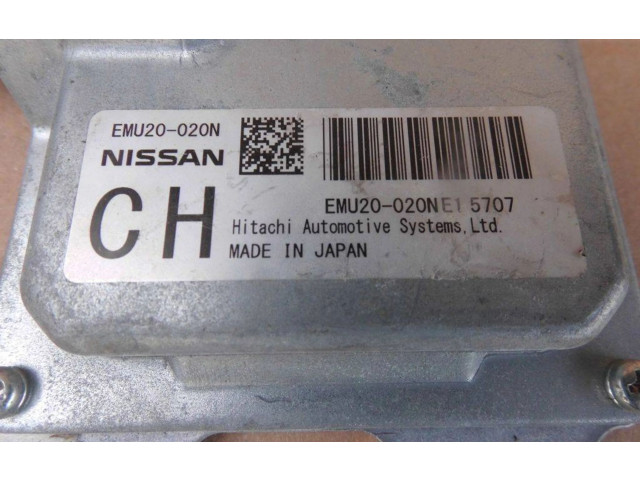 EMU20-020N
NISSAN
CH
EMU20-020NE1 5707
Hitachi Automotive Systems,Ltd.
MADE IN JAPAN